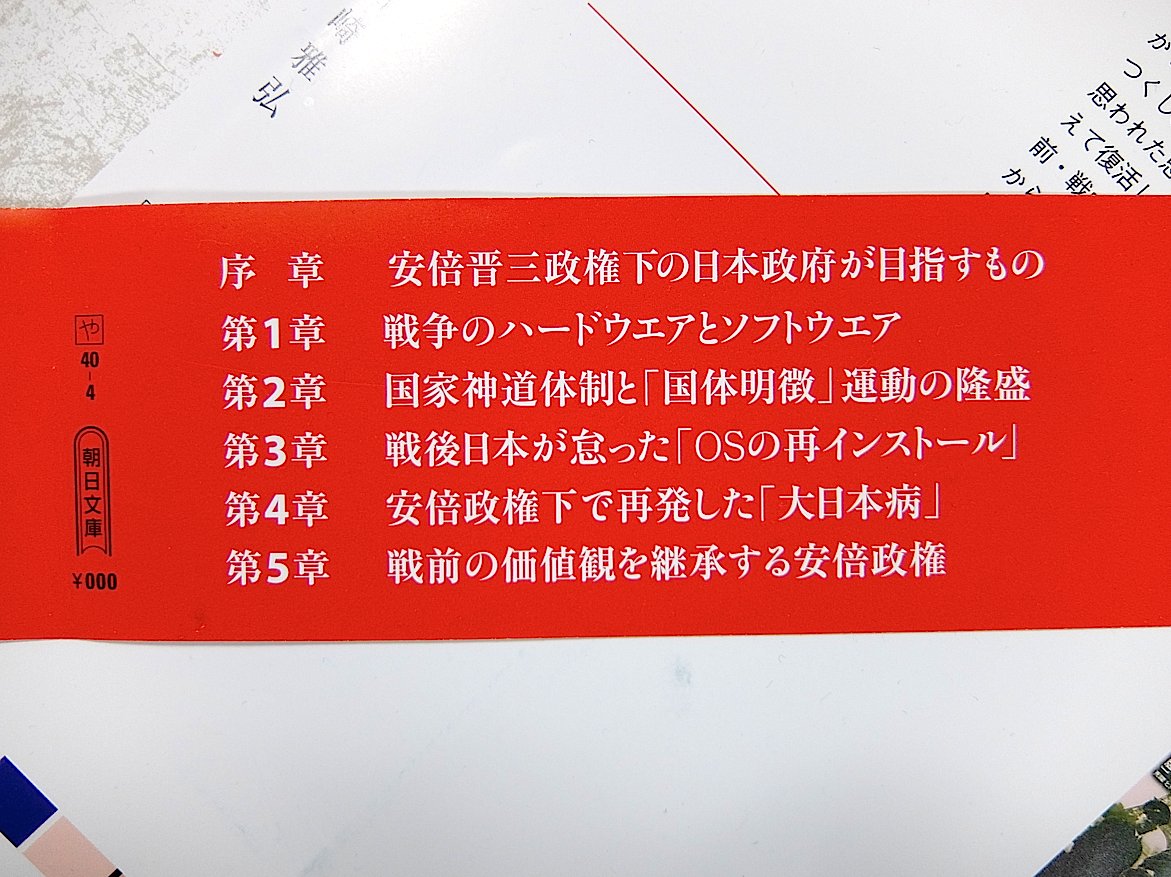 崎雅弘
が
つくし
思われた思
えて復活し
前・戦
から
序 章 安倍晋三政権下の日本政府が目指すもの
第1章 戦争のハードウエアとソフトウエア
第2章 国家神道体制と「国体明徴」運動の隆盛
第3章 戦後日本が怠った「OSの再インストール」
第4章 安倍政権下で再発した「大日本病」
第5章 戦前の価値観を継承する安倍政権
や
40-4
朝日文庫
¥000